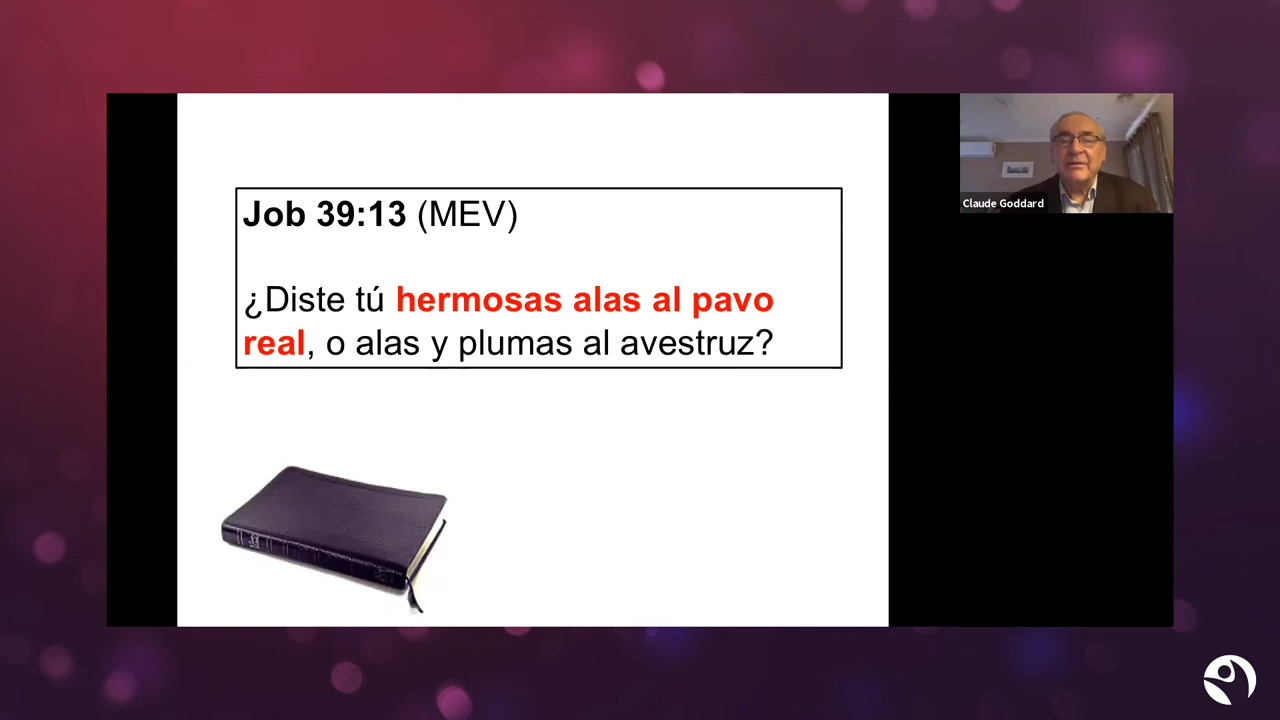 Job 39:13 (MEV)
¿Diste tú hermosas alas al pavo
real, o alas y plumas al avestruz?
Claude Goddard